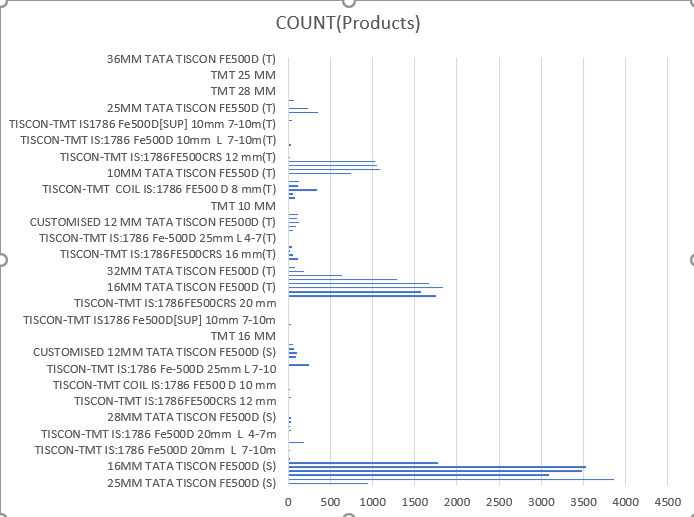 COUNT(Products)
36MM TATA TISCON FE500D (T)
TMT 25 MM
TMT 28 MM
25MM TATA TISCON FE550D (T)
TISCON-TMT IS1786 Fe500D[SUP] 10mm 7-10m(T)
TISCON-TMT IS:1786 Fe500D 10mm L 7-10m(T)
TISCON-TMT IS:1786FE500CRS 12 mm(T)
10MM TATA TISCON FE550D (T)
TISCON-TMT COIL IS:1786 FE500 D 8 mm(T)
TMT 10 MM
CUSTOMISED 12 MM TATA TISCON FE500D (T)
TISCON-TMT IS:1786 Fe-500D 25mm L 4-7(T)
TISCON-TMT IS:1786FE500CRS 16 mm(T)
32MM TATA TISCON FE500D (T)
16MM TATA TISCON FE500D (T)
TISCON-TMT IS:1786FE500CRS 20 mm
TISCON-TMT IS1786 Fe500D[SUP] 10mm 7-10m
TMT 16 MM
CUSTOMISED 12MM TATA TISCON FE500D (S)
TISCON-TMT IS:1786 Fe-500D 25mm L 7-10
TISCON-TMT COIL IS:1786 FE500 D 10 mm
TISCON-TMT IS:1786FE500CRS 12 mm
28MM TATA TISCON FE500D (S)
TISCON-TMT IS:1786 Fe500D 20mm L 4-7m
TISCON-TMT IS:1786 Fe500D 20mm L 7-10m
16MM TATA TISCON FE500D (S)
25MM TATA TISCON FE500D (S)
0 500 1000 1500 2000 2500 3000 3500 4000 4500